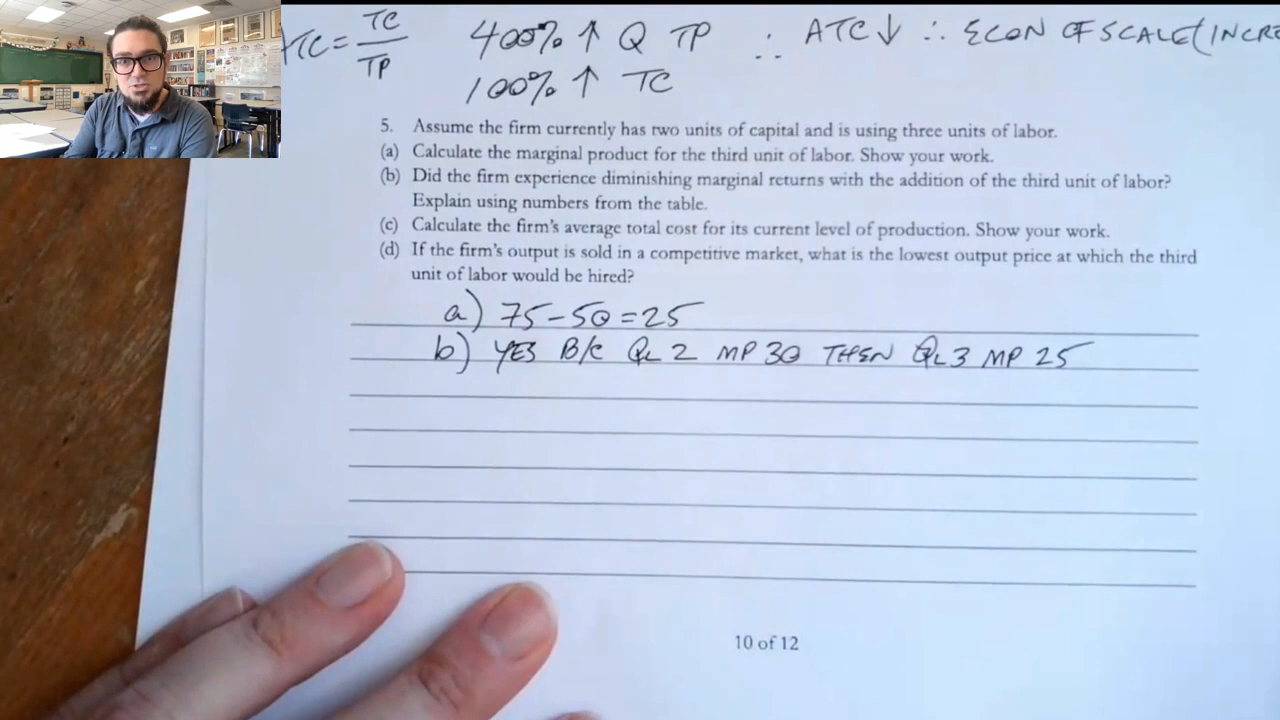 TC = TC / TP 400% ↑ Q TP ∴ ATC↓ ∴ ECON OF SCALE (INCRE
100% ↑ TC
5. Assume the firm currently has two units of capital and is using three units of labor.
(a) Calculate the marginal product for the third unit of labor. Show your work.
(b) Did the firm experience diminishing marginal returns with the addition of the third unit of labor?
Explain using numbers from the table.
(c) Calculate the firm's average total cost for its current level of production. Show your work.
(d) If the firm's output is sold in a competitive market, what is the lowest output price at which the third
unit of labor would be hired?
a) 75-50=25
b) YES B/C QL 2 MP 30 THEN QL 3 MP 25
10 of 12